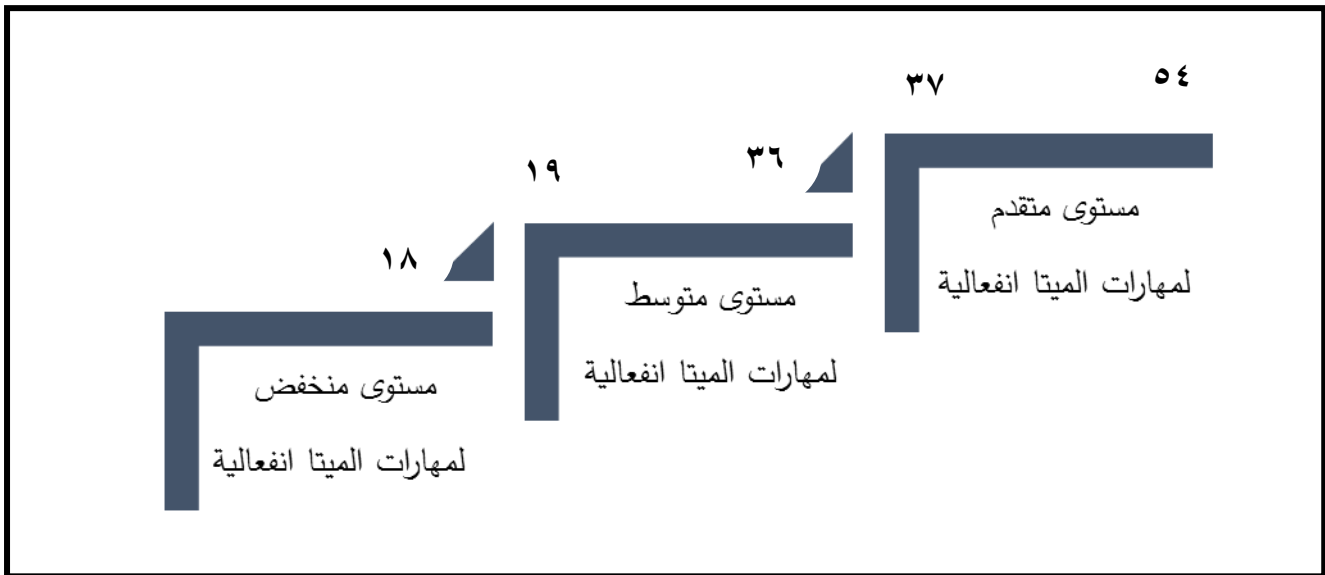 ٣٧ ٥٤
مستوى متقدم
لمهارات الميتا انفعالية
١٩ ٣٦
مستوى متوسط
لمهارات الميتا انفعالية
١٨
مستوى منخفض
لمهارات الميتا انفعالية